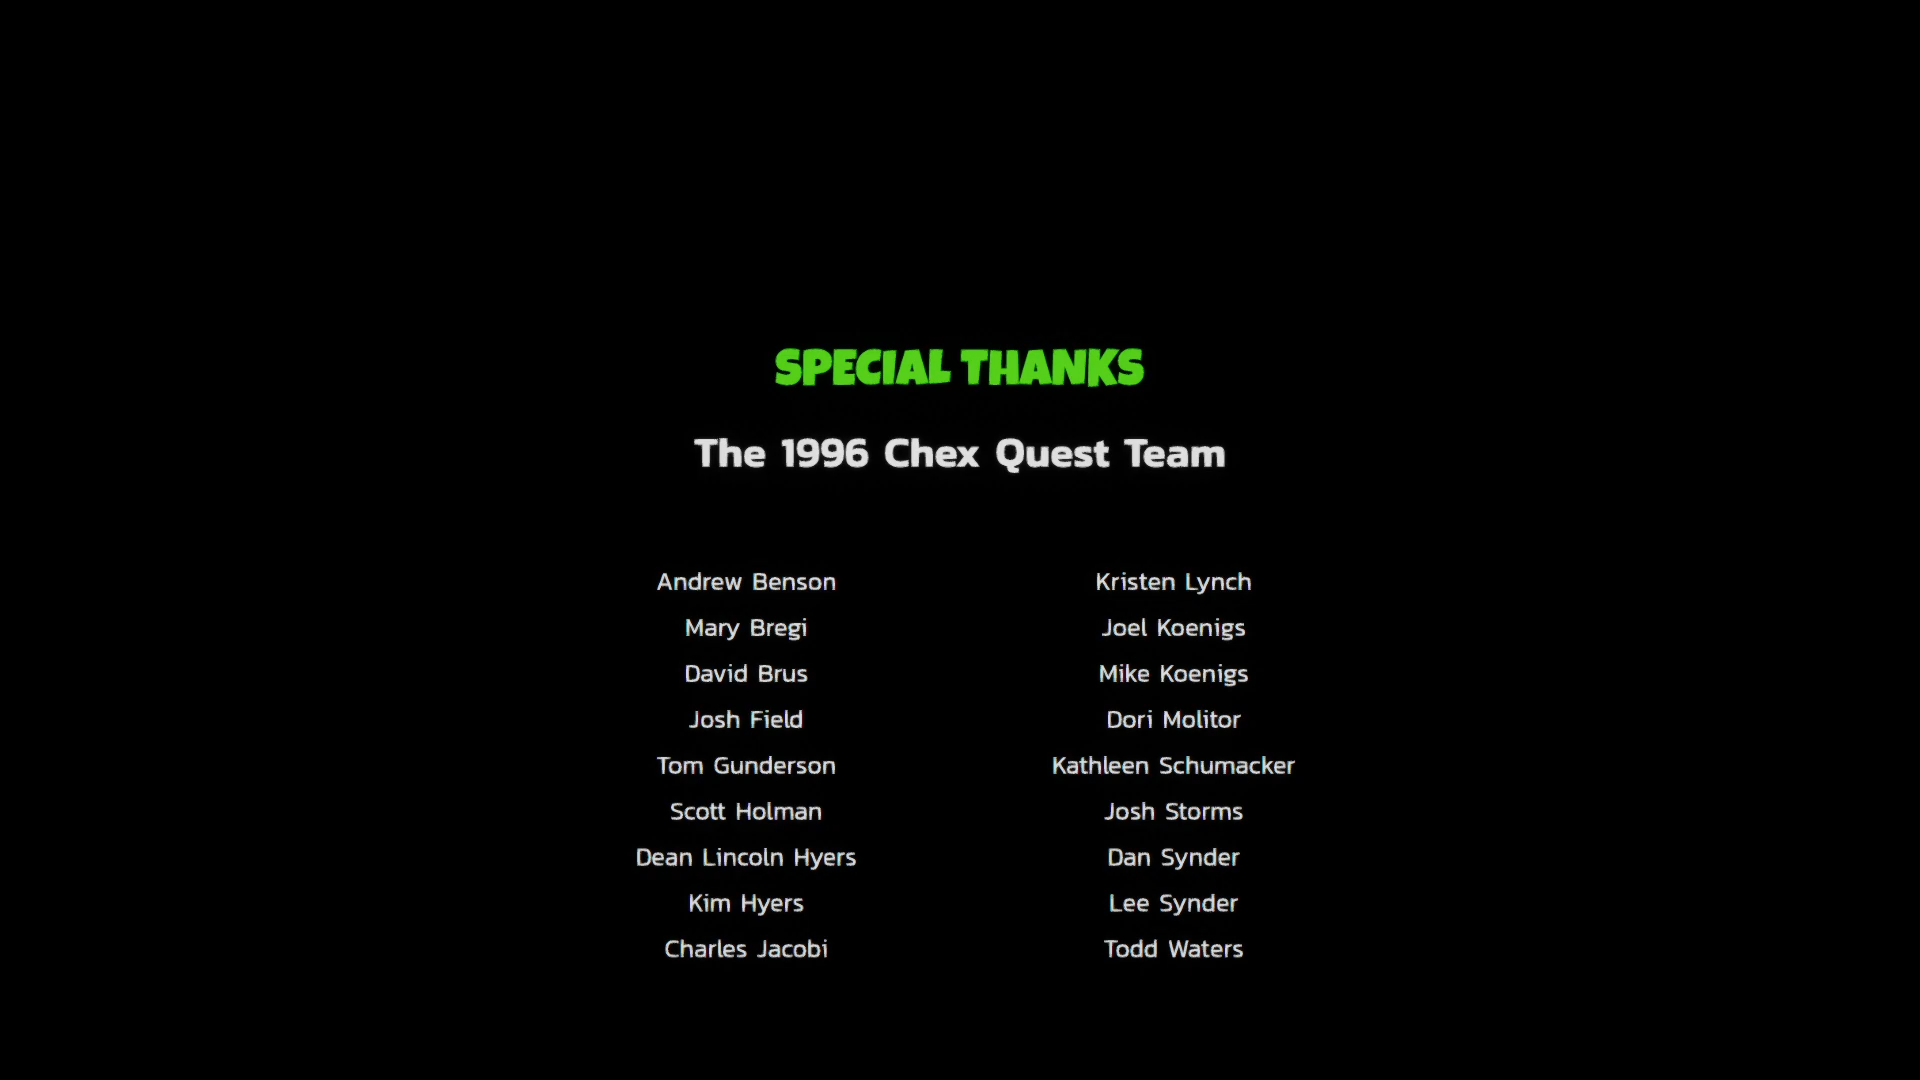 SPECIAL THANKS
The 1996 Chex Quest Team
Andrew Benson
Mary Bregi
David Brus
Josh Field
Tom Gunderson
Scott Holman
Dean Lincoln Hyers
Kim Hyers
Charles Jacobi
Kristen Lynch
Joel Koenigs
Mike Koenigs
Dori Molitor
Kathleen Schumacker
Josh Storms
Dan Synder
Lee Synder
Todd Waters